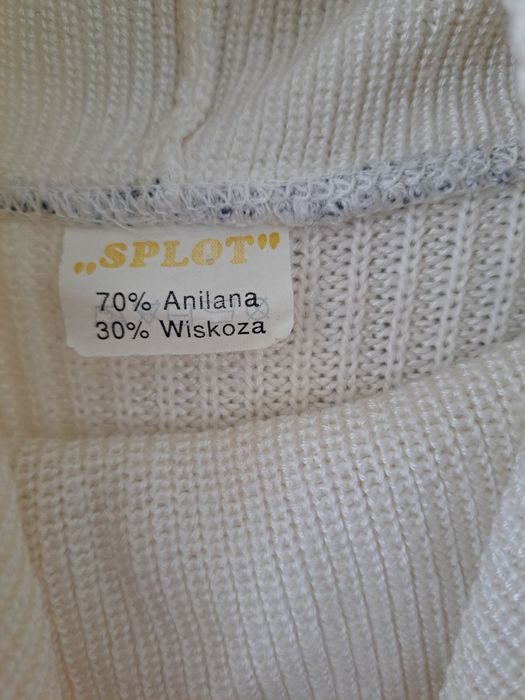 „SPLOT"
70% Anilana
30% Wiskoza